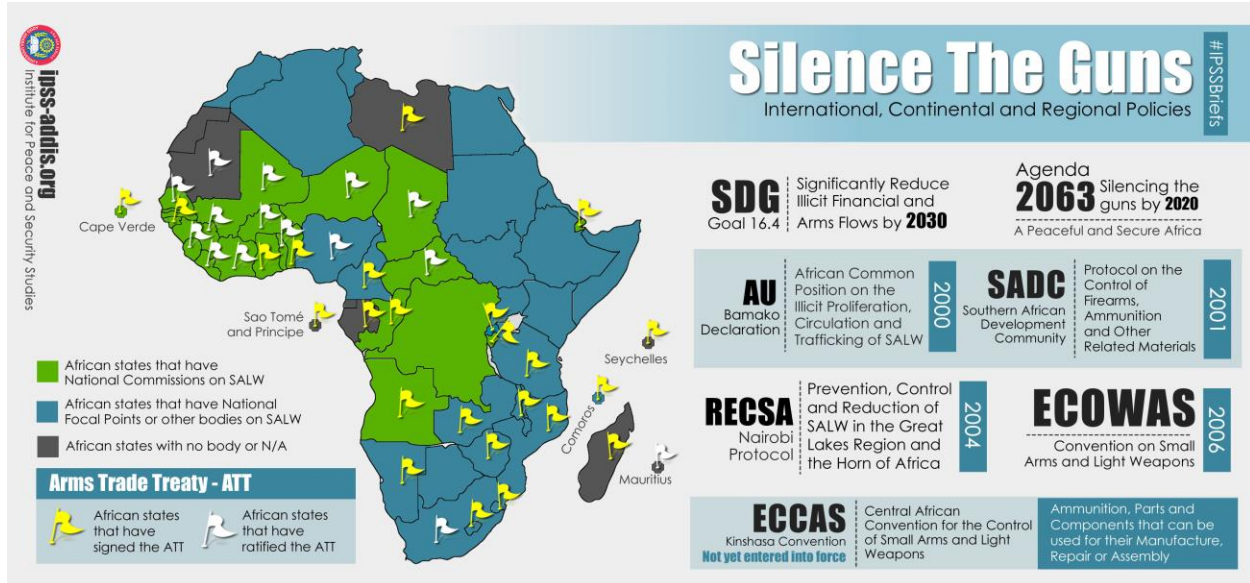 ipss-addis.org
Institute for Peace and Security Studies
Silence The Guns
International, Continental and Regional Policies
#IPSSBriefs
Cape Verde
Sao Tomé
and Principe
Seychelles
Comoros
Mauritius
African states that have
National Commissions on SALW
African states that have National
Focal Points or other bodies on SALW
African states with no body or N/A
Arms Trade Treaty - ATT
African states
that have
signed the ATT
African states
that have
ratified the ATT
SDG
Goal 16.4
Significantly Reduce
Illicit Financial and
Arms Flows by 2030
Agenda
2063
Silencing the
guns by 2020
A Peaceful and Secure Africa
AU
Bamako
Declaration
African Common
Position on the
Illicit Proliferation,
Circulation and
Trafficking of SALW
2000
SADC
Southern African
Development
Community
Protocol on the
Control of
Firearms,
Ammunition
and Other
Related Materials
2001
RECSA
Nairobi
Protocol
Prevention, Control
and Reduction of
SALW in the Great
Lakes Region and
the Horn of Africa
2004
ECOWAS
Convention on Small
Arms and Light Weapons
2006
ECCAS
Kinshasa Convention
Not yet entered into force
Central African
Convention for the Control
of Small Arms and Light
Weapons
Ammunition, Parts and
Components that can be
used for their Manufacture,
Repair or Assembly